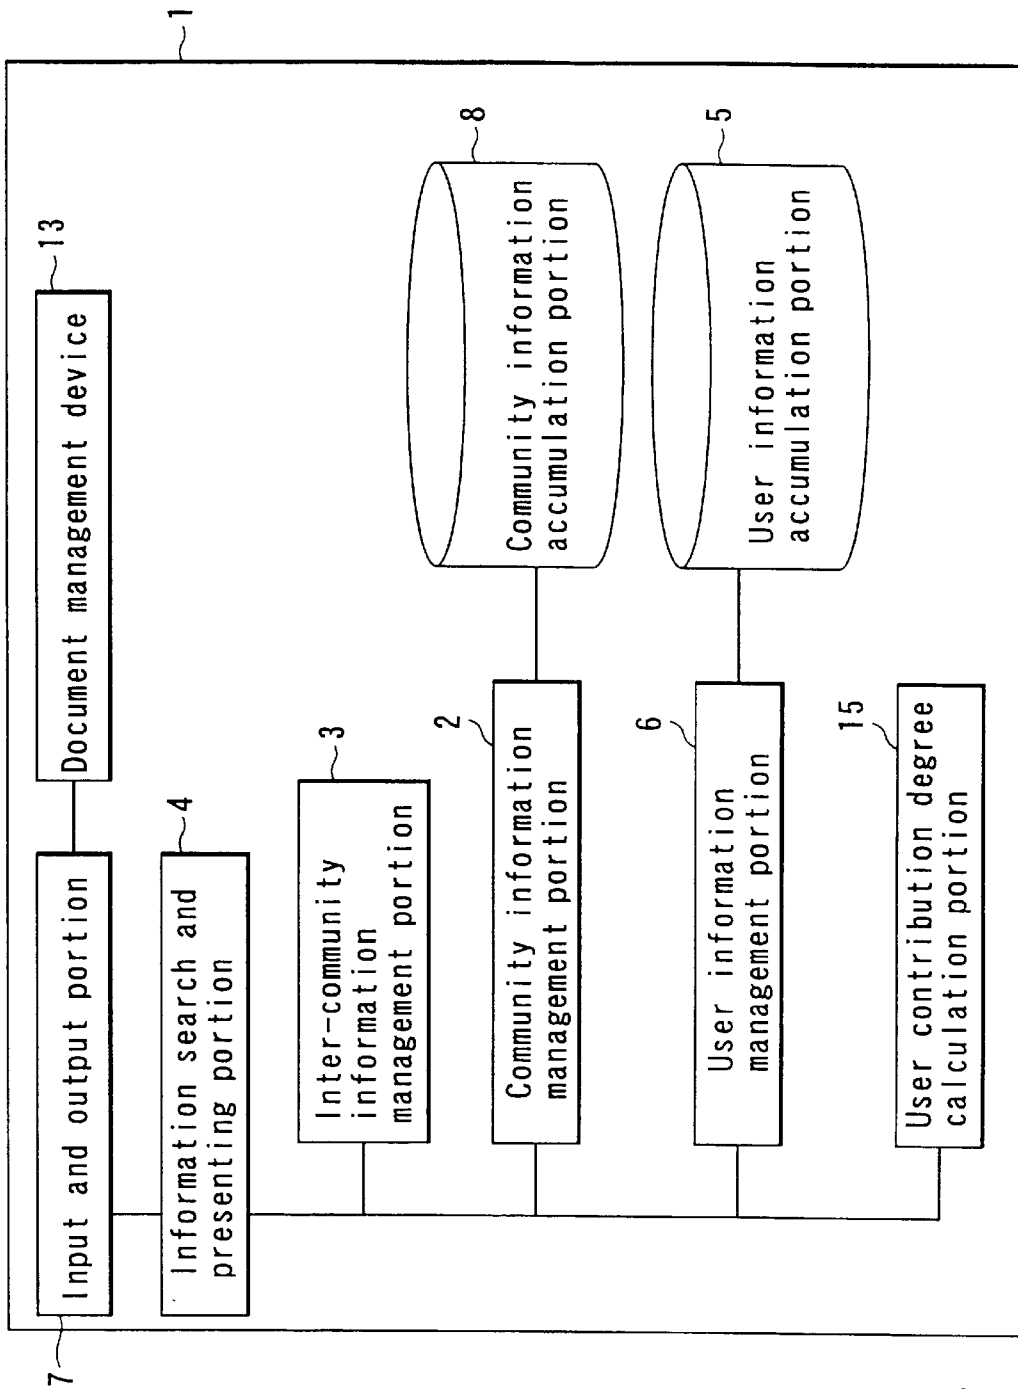 1
7
Input and output portion
Document management device
13
Information search and
presenting portion
4
Inter-community
information
management portion
3
Community information
management portion
2
Community information
accumulation portion
8
User information
management portion
6
User information
accumulation portion
5
User contribution degree
calculation portion
15